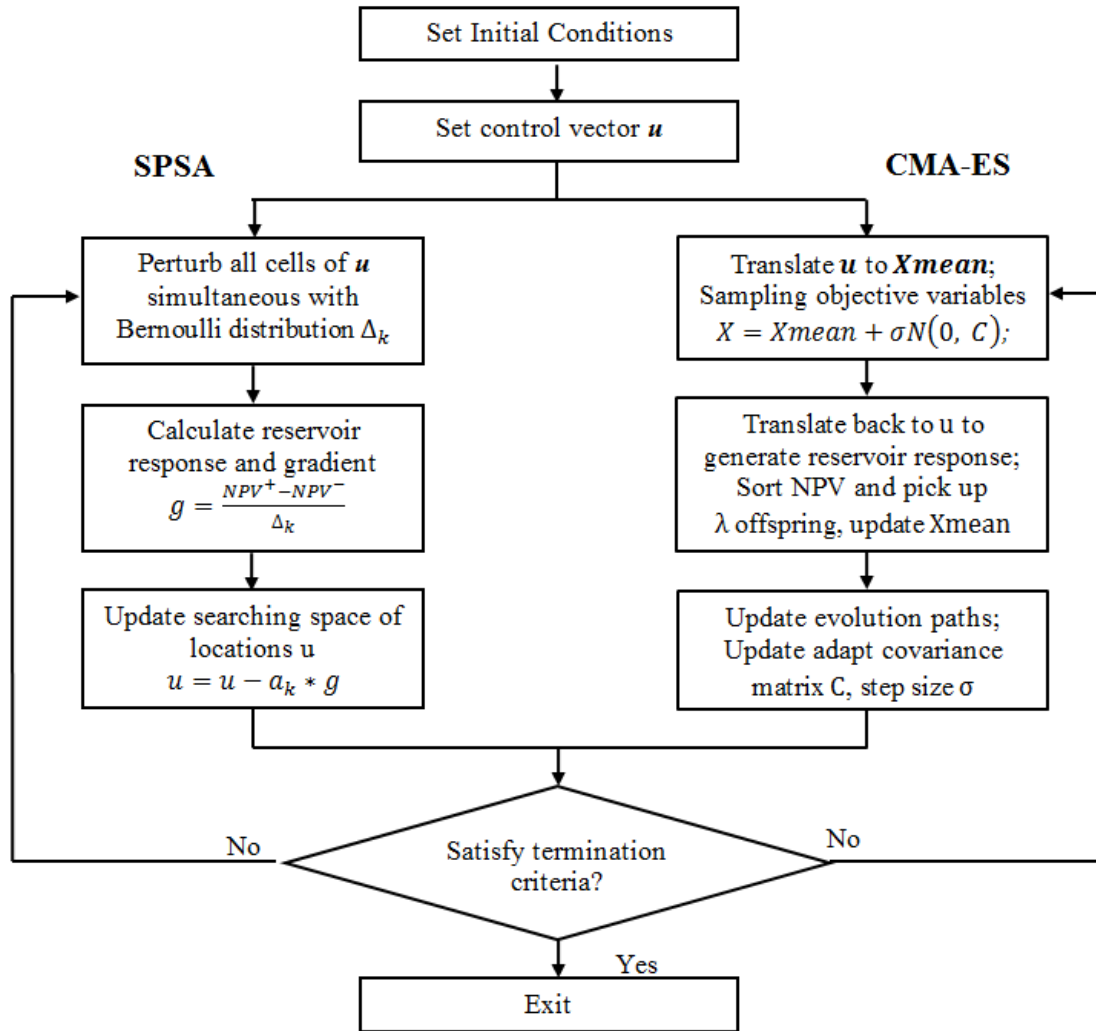 Set Initial Conditions
Set control vector u
SPSA
Perturb all cells of u
simultaneous with
Bernoulli distribution Δₖ
Calculate reservoir
response and gradient
g = (NPV⁺−NPV⁻)/Δₖ
Update searching space of
locations u
u = u − aₖ ∗ g
CMA-ES
Translate u to Xmean;
Sampling objective variables
X = Xmean + σN(0, C);
Translate back to u to
generate reservoir response;
Sort NPV and pick up
λ offspring, update Xmean
Update evolution paths;
Update adapt covariance
matrix C, step size σ
Satisfy termination
criteria?
No
No
Yes
Exit